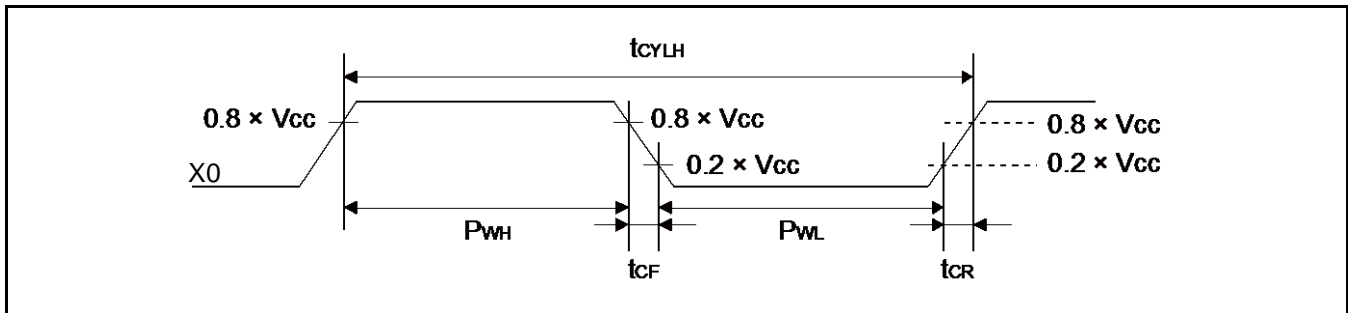 tCYLH
0.8 × Vcc
0.8 × Vcc
0.8 × Vcc
0.2 × Vcc
0.2 × Vcc
X0
PWH
PWL
tCF
tCR